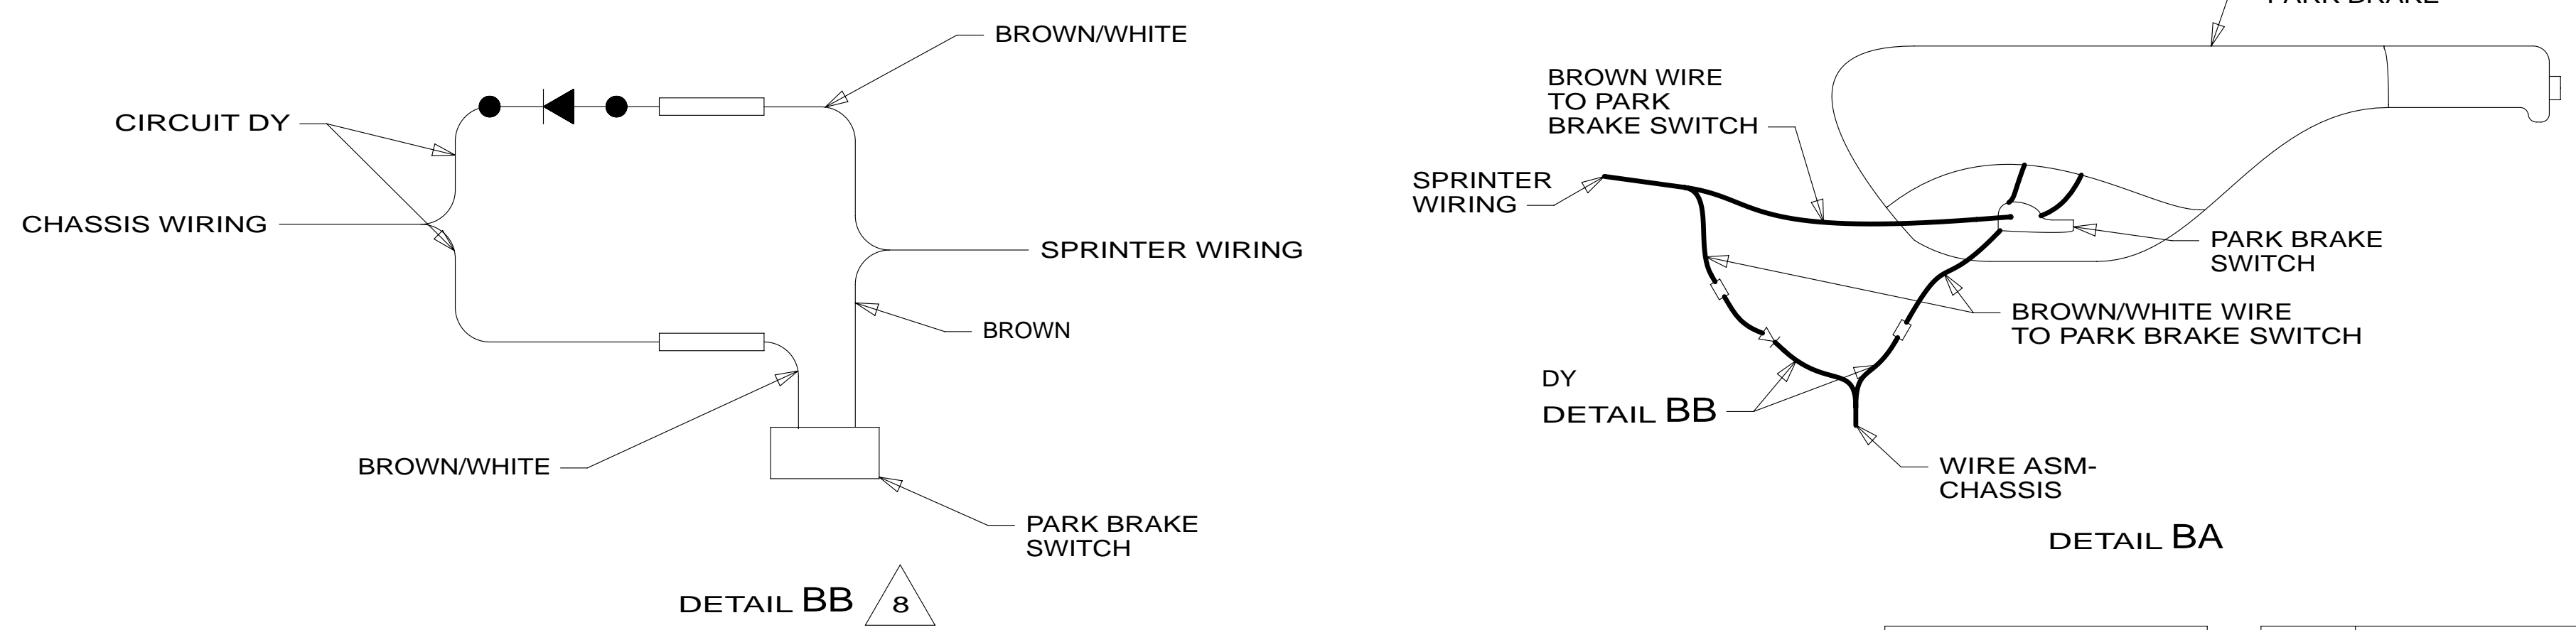 BROWN/WHITE
CIRCUIT DY
CHASSIS WIRING
SPRINTER WIRING
BROWN
BROWN/WHITE
PARK BRAKE
SWITCH
DETAIL BB
8
PARK BRAKE
BROWN WIRE
TO PARK
BRAKE SWITCH
SPRINTER
WIRING
PARK BRAKE
SWITCH
BROWN/WHITE WIRE
TO PARK BRAKE SWITCH
DY
DETAIL BB
WIRE ASM-
CHASSIS
DETAIL BA